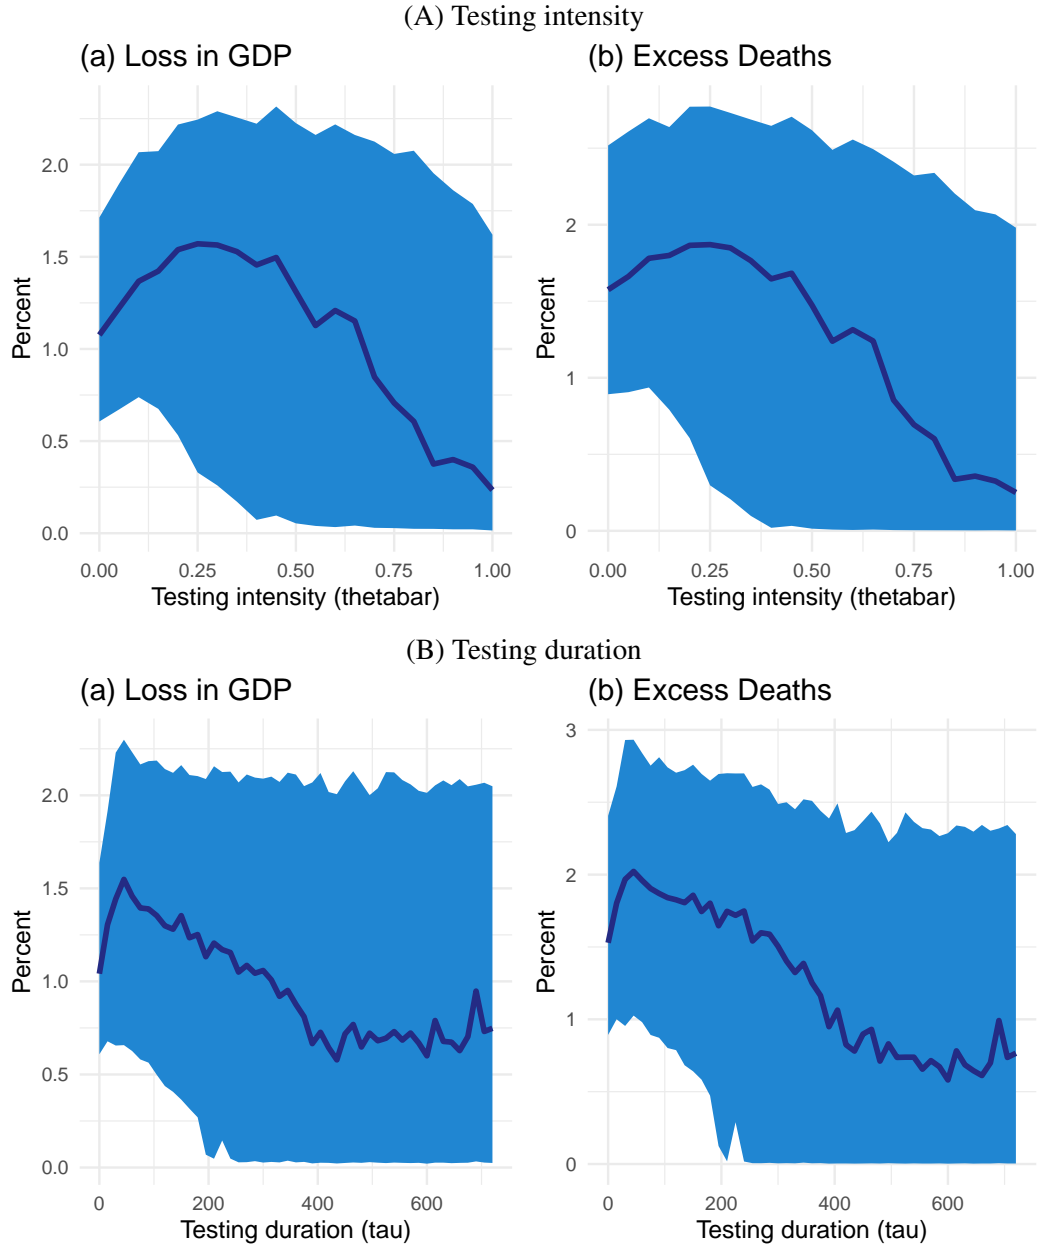 (A) Testing intensity
(a) Loss in GDP
(b) Excess Deaths
Percent
2.0
1.5
1.0
0.5
0.0
0.00 0.25 0.50 0.75 1.00
Testing intensity (thetabar)
Percent
2
1
0
0.00 0.25 0.50 0.75 1.00
Testing intensity (thetabar)
(B) Testing duration
(a) Loss in GDP
(b) Excess Deaths
Percent
2.0
1.5
1.0
0.5
0.0
0 200 400 600
Testing duration (tau)
Percent
3
2
1
0
0 200 400 600
Testing duration (tau)